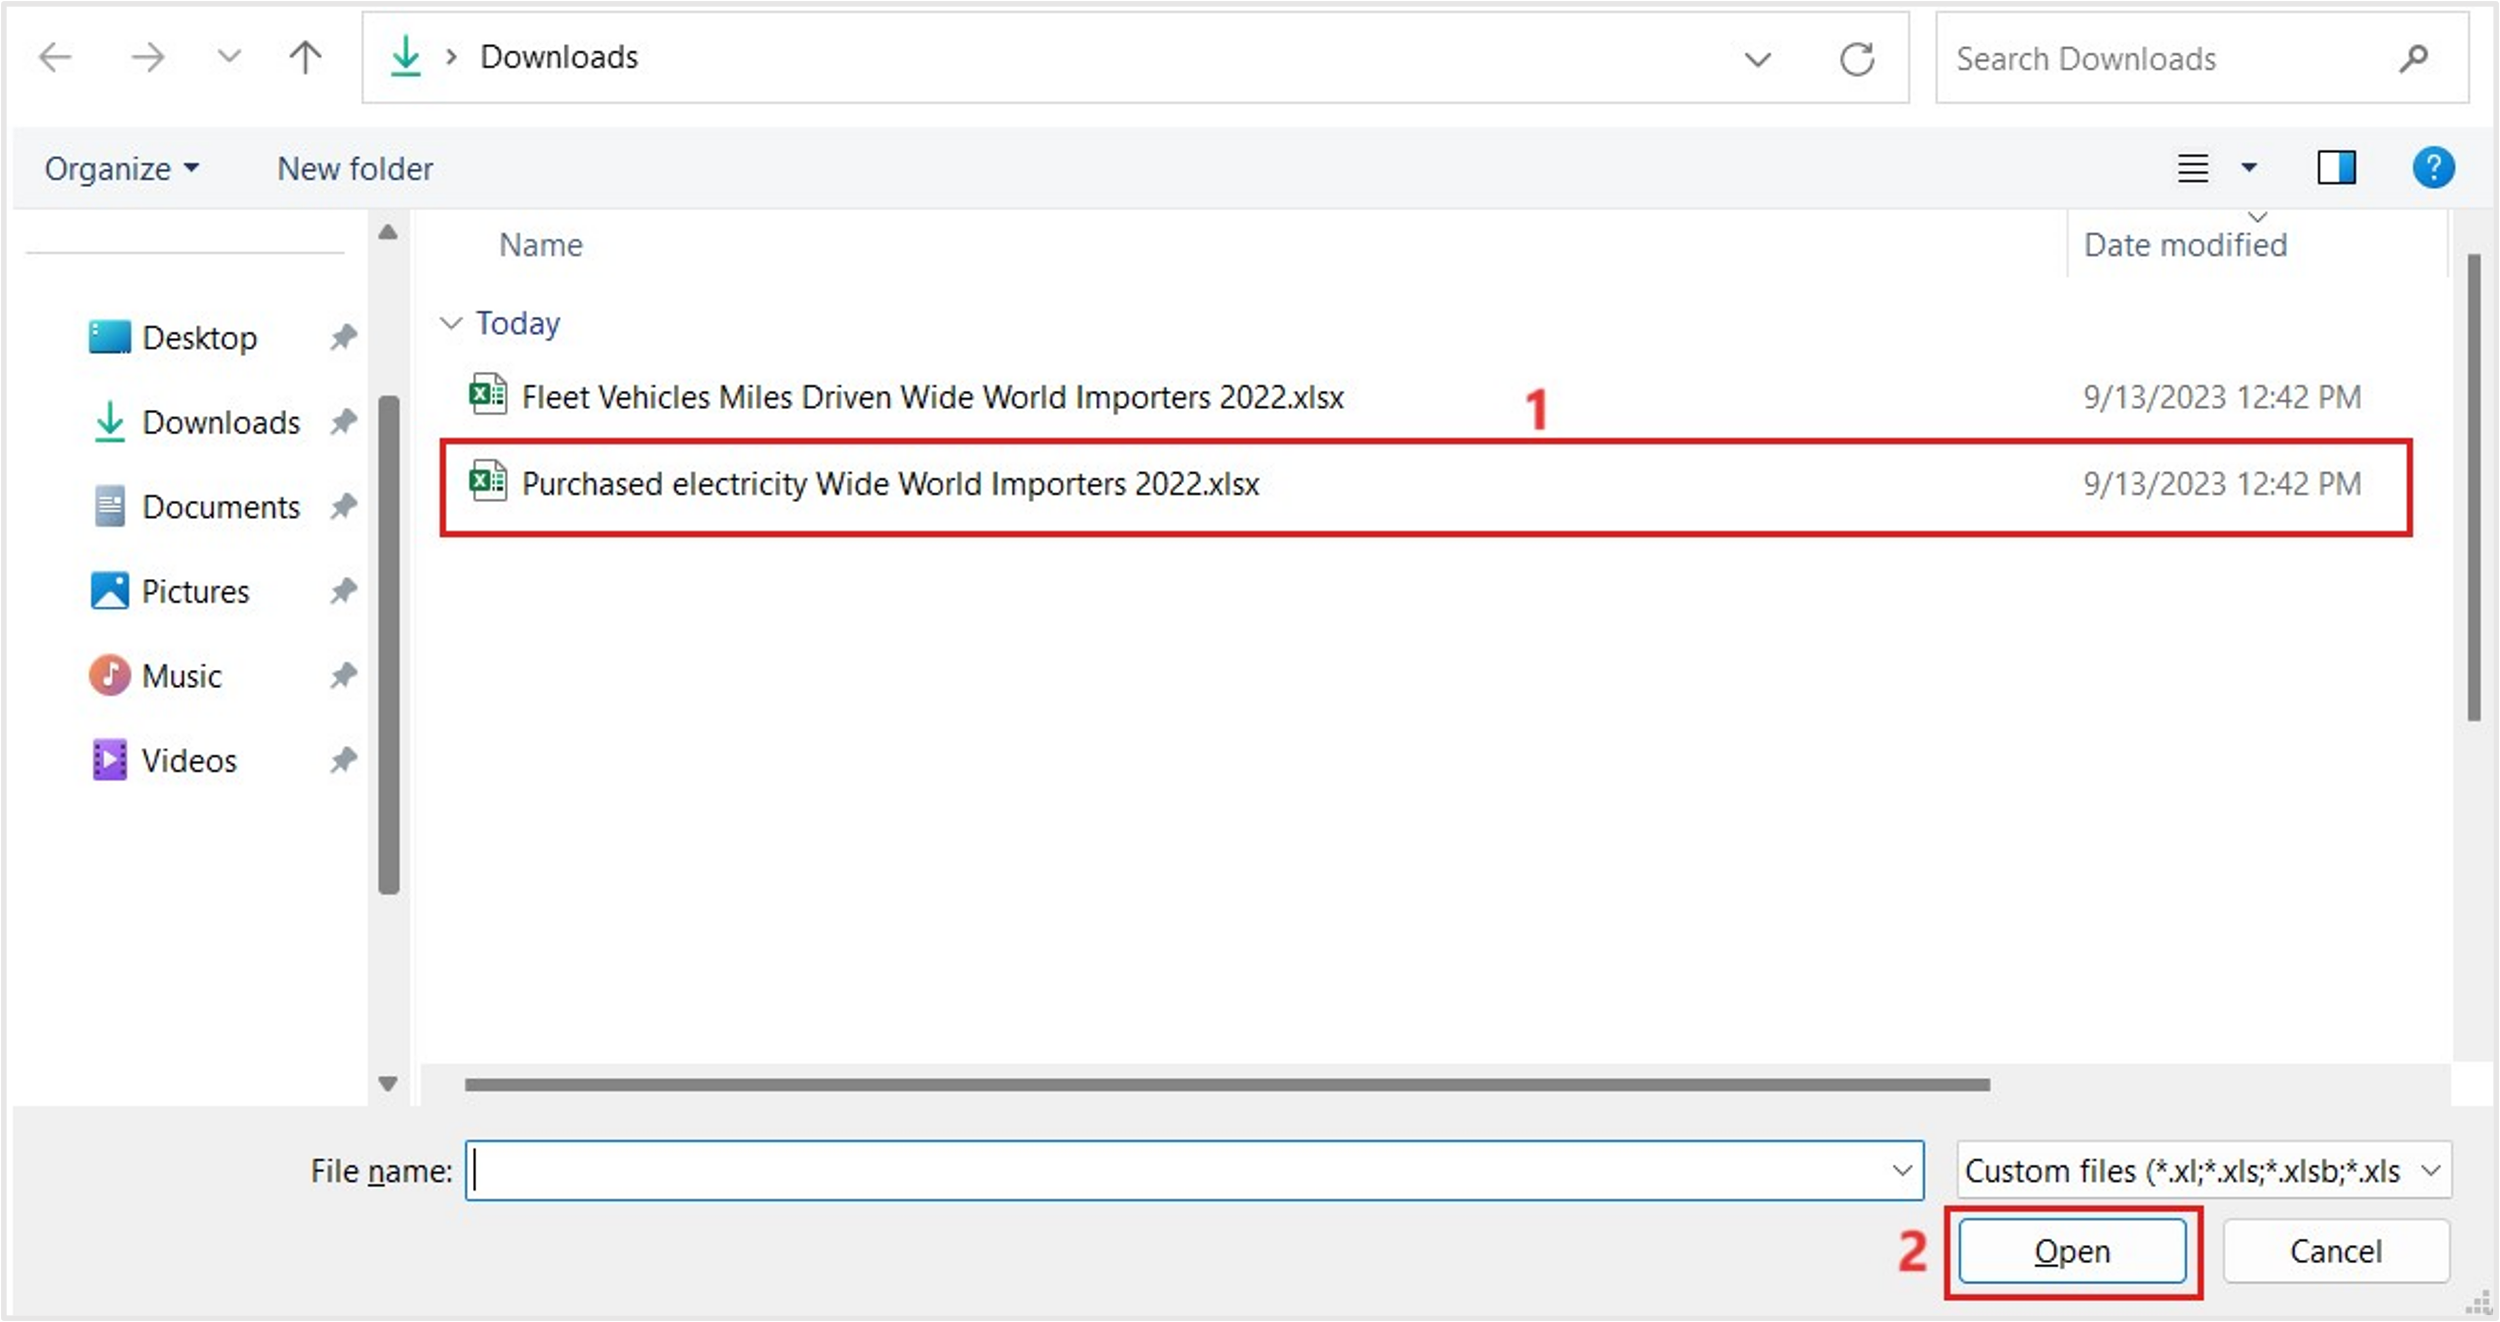 Downloads
Search Downloads
Organize
New folder
?
Name
Date modified
Today
Desktop
Downloads
Documents
Pictures
Music
Videos
Fleet Vehicles Miles Driven Wide World Importers 2022.xlsx
9/13/2023 12:42 PM
1
Purchased electricity Wide World Importers 2022.xlsx
9/13/2023 12:42 PM
File name:
Custom files (*.xl;*.xls;*.xlsb;*.xls
2
Open
Cancel